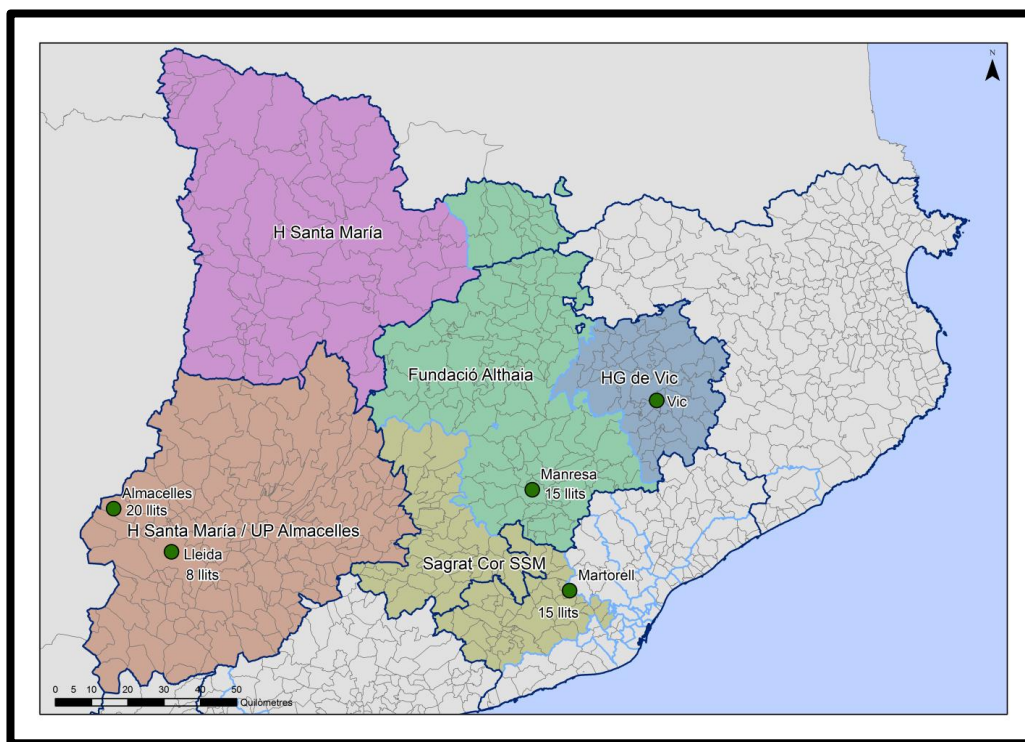 N
H Santa María
Fundació Althaia
HG de Vic
Vic
Manresa
15 llits
Almacelles
20 llits
H Santa María / UP Almacelles
Lleida
8 llits
Sagrat Cor SSM
Martorell
15 llits
0 5 10 20 30 40 50
Quilòmetres